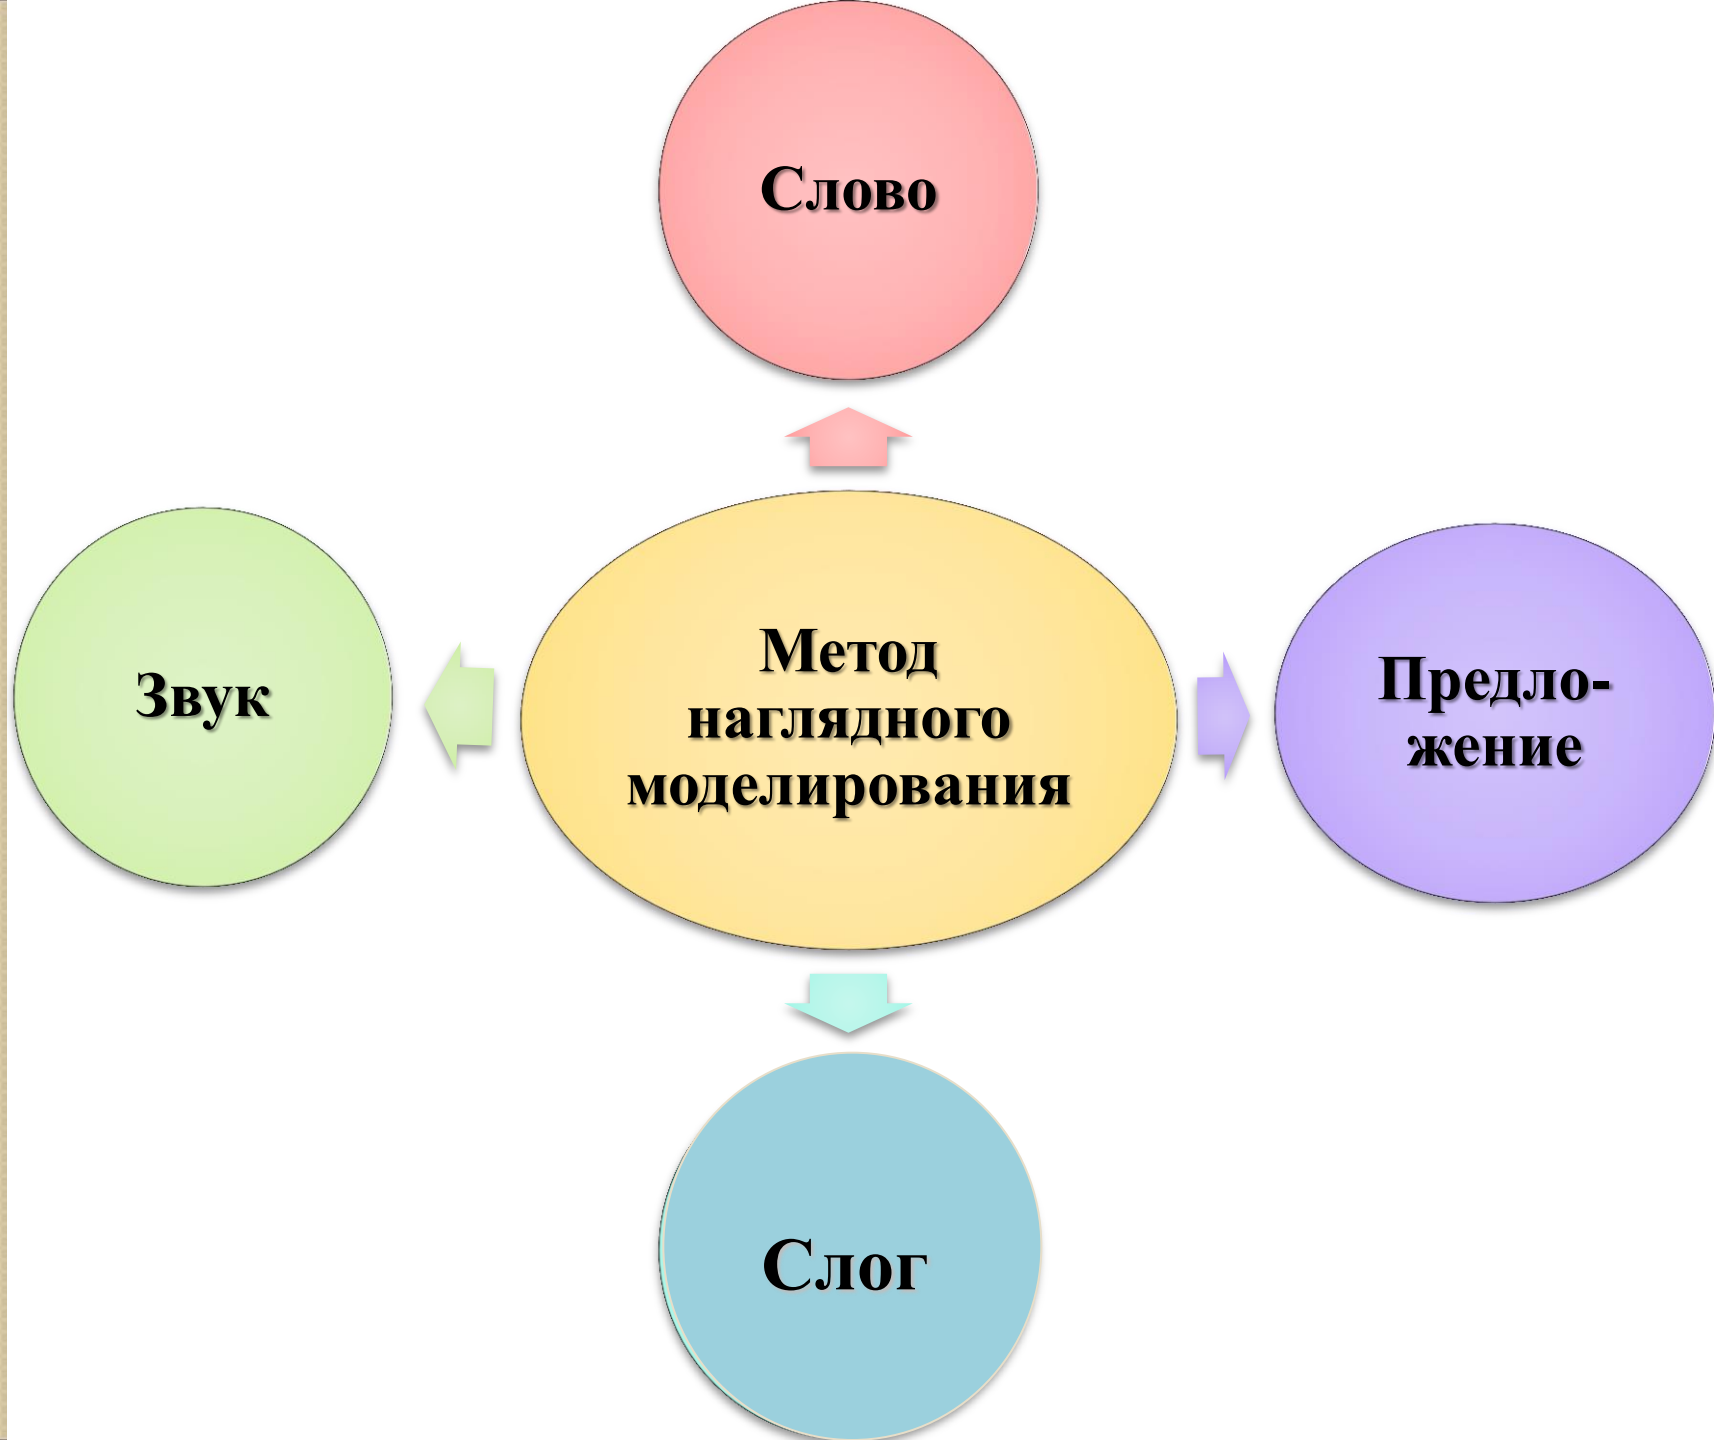 Слово
Звук
Метод
наглядного
моделирования
Предло-
жение
Слог